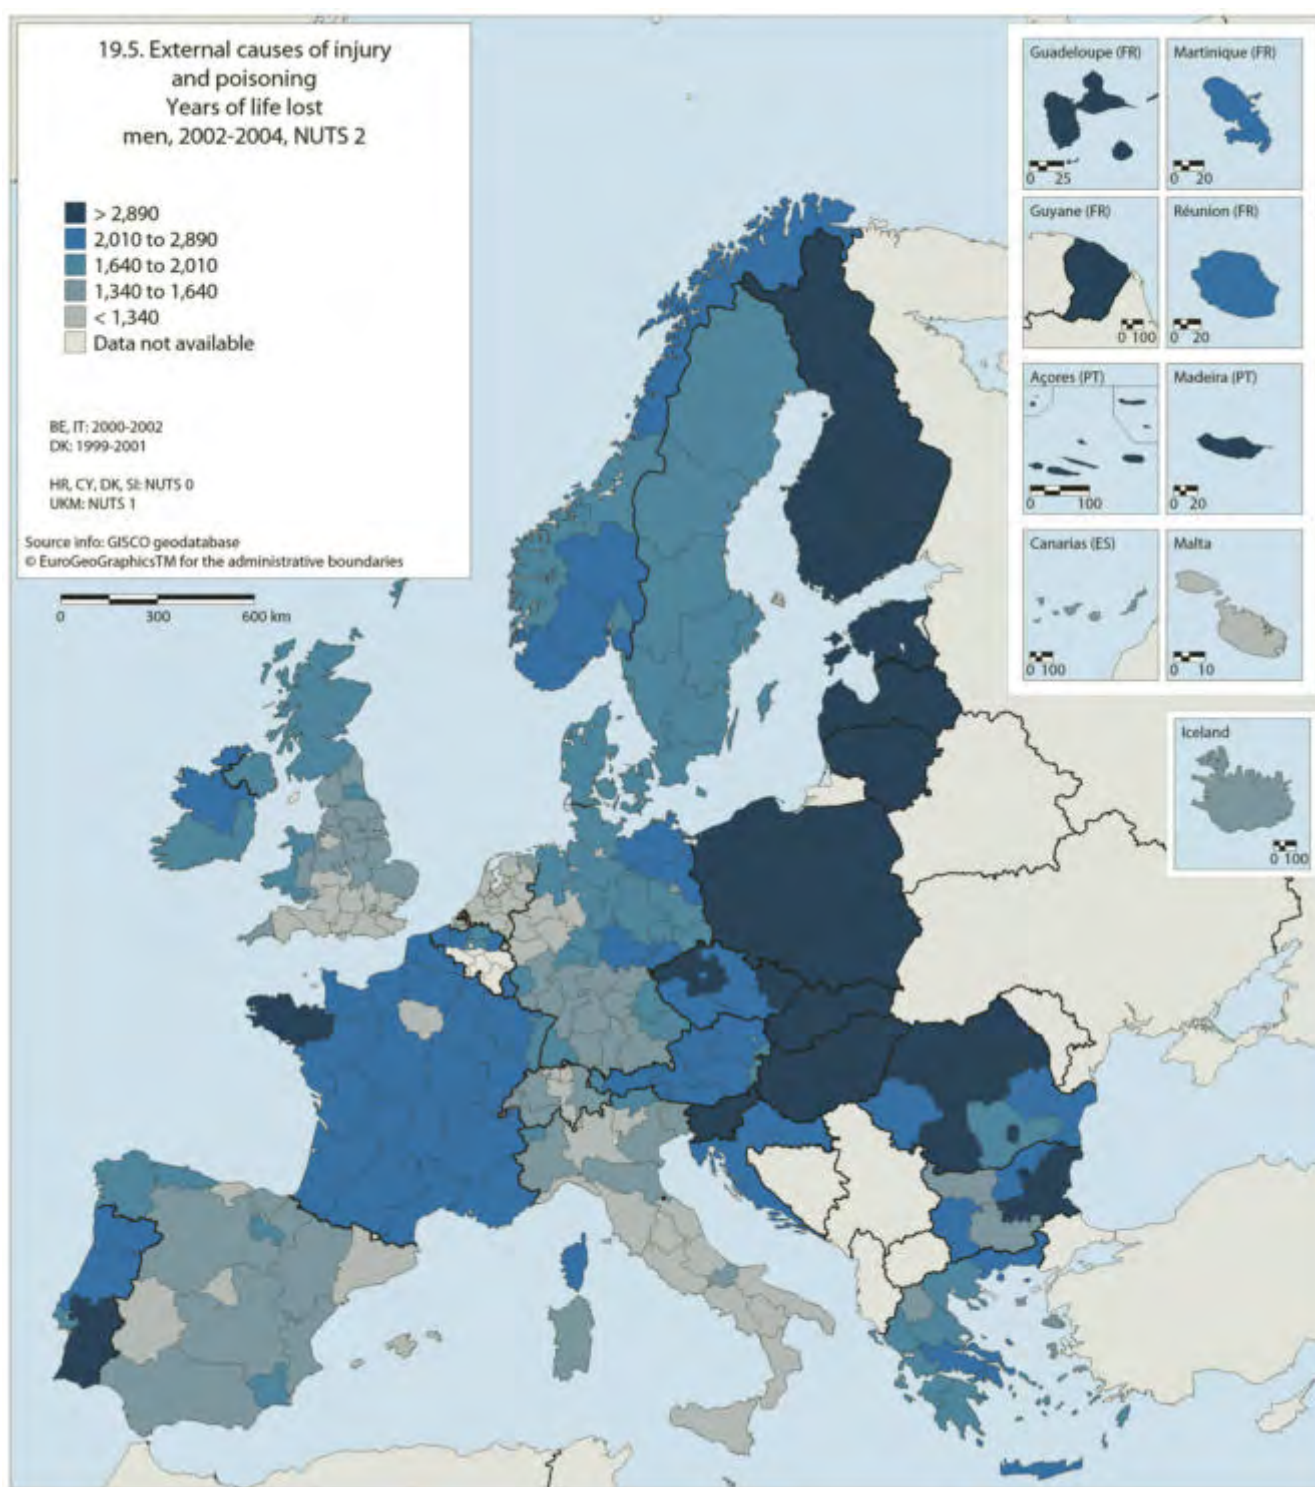 19.5. External causes of injury
and poisoning
Years of life lost
men, 2002-2004, NUTS 2
> 2,890
2,010 to 2,890
1,640 to 2,010
1,340 to 1,640
< 1,340
Data not available
BE, IT: 2000-2002
DK: 1999-2001
HR, CY, DK, SI: NUTS 0
UKM: NUTS 1
Source info: GISCO geodatabase
© EuroGeoGraphicsTM for the administrative boundaries
0 300 600 km
Guadeloupe (FR)
0 25
Martinique (FR)
0 20
Guyane (FR)
0 100
Réunion (FR)
0 20
Açores (PT)
0 100
Madeira (PT)
0 20
Canarias (ES)
0 100
Malta
0 10
Iceland
0 100